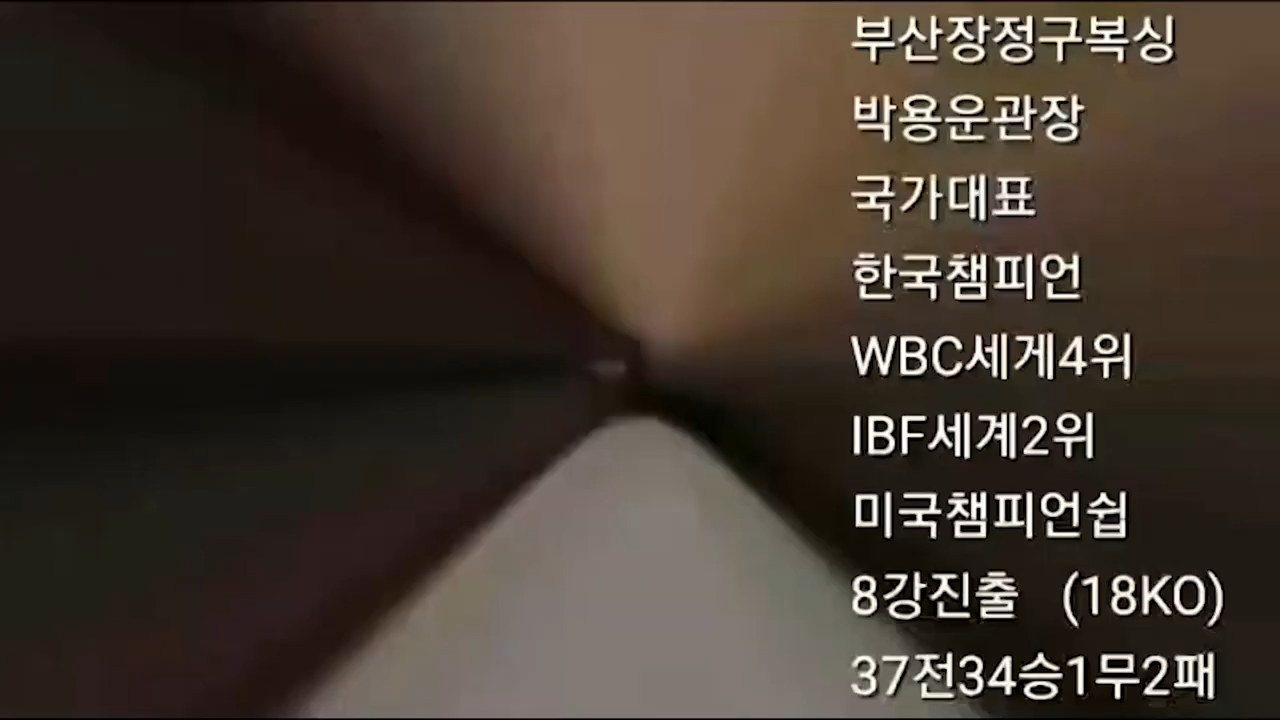 부산장정구복싱
박용운관장
국가대표
한국챔피언
WBC세게4위
IBF세계2위
미국챔피언쉽
8강진출 (18KO)
37전34승1무2패